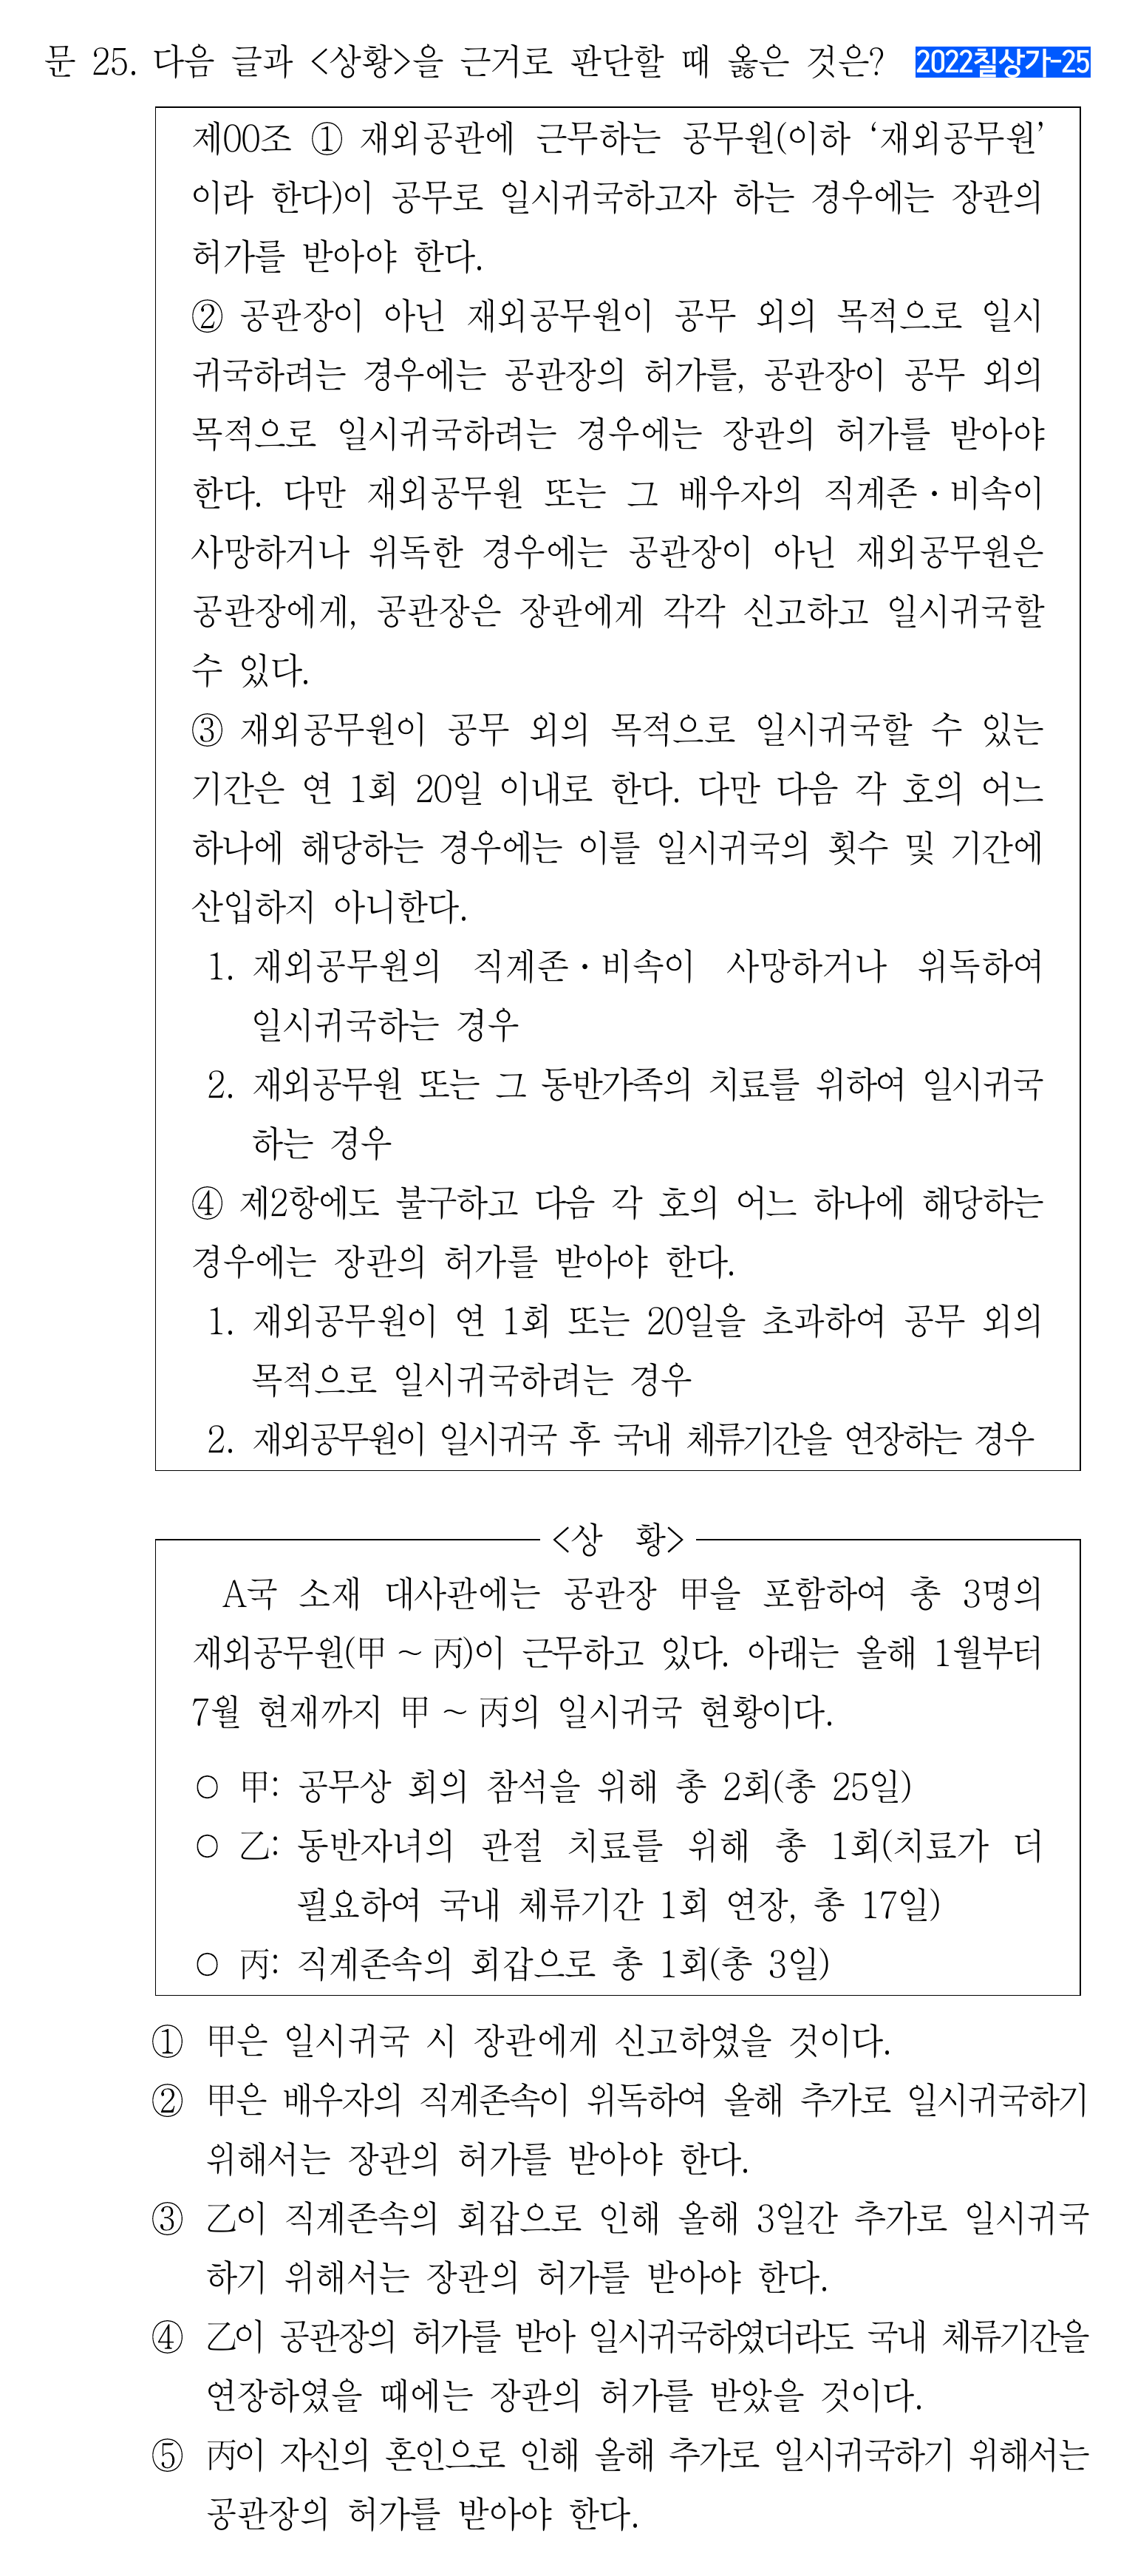 문 25. 다음 글과 <상황>을 근거로 판단할 때 옳은 것은? 2022칠상가-25
제00조 ① 재외공관에 근무하는 공무원(이하 ‘재외공무원’
이라 한다)이 공무로 일시귀국하고자 하는 경우에는 장관의
허가를 받아야 한다.
② 공관장이 아닌 재외공무원이 공무 외의 목적으로 일시
귀국하려는 경우에는 공관장의 허가를, 공관장이 공무 외의
목적으로 일시귀국하려는 경우에는 장관의 허가를 받아야
한다. 다만 재외공무원 또는 그 배우자의 직계존·비속이
사망하거나 위독한 경우에는 공관장이 아닌 재외공무원은
공관장에게, 공관장은 장관에게 각각 신고하고 일시귀국할
수 있다.
③ 재외공무원이 공무 외의 목적으로 일시귀국할 수 있는
기간은 연 1회 20일 이내로 한다. 다만 다음 각 호의 어느
하나에 해당하는 경우에는 이를 일시귀국의 횟수 및 기간에
산입하지 아니한다.
1. 재외공무원의 직계존·비속이 사망하거나 위독하여
일시귀국하는 경우
2. 재외공무원 또는 그 동반가족의 치료를 위하여 일시귀국
하는 경우
④ 제2항에도 불구하고 다음 각 호의 어느 하나에 해당하는
경우에는 장관의 허가를 받아야 한다.
1. 재외공무원이 연 1회 또는 20일을 초과하여 공무 외의
목적으로 일시귀국하려는 경우
2. 재외공무원이 일시귀국 후 국내 체류기간을 연장하는 경우
<상 황>
A국 소재 대사관에는 공관장 甲을 포함하여 총 3명의
재외공무원(甲 ~ 丙)이 근무하고 있다. 아래는 올해 1월부터
7월 현재까지 甲 ~ 丙의 일시귀국 현황이다.
○ 甲: 공무상 회의 참석을 위해 총 2회(총 25일)
○ 乙: 동반자녀의 관절 치료를 위해 총 1회(치료가 더
필요하여 국내 체류기간 1회 연장, 총 17일)
○ 丙: 직계존속의 회갑으로 총 1회(총 3일)
① 甲은 일시귀국 시 장관에게 신고하였을 것이다.
② 甲은 배우자의 직계존속이 위독하여 올해 추가로 일시귀국하기
위해서는 장관의 허가를 받아야 한다.
③ 乙이 직계존속의 회갑으로 인해 올해 3일간 추가로 일시귀국
하기 위해서는 장관의 허가를 받아야 한다.
④ 乙이 공관장의 허가를 받아 일시귀국하였더라도 국내 체류기간을
연장하였을 때에는 장관의 허가를 받았을 것이다.
⑤ 丙이 자신의 혼인으로 인해 올해 추가로 일시귀국하기 위해서는
공관장의 허가를 받아야 한다.